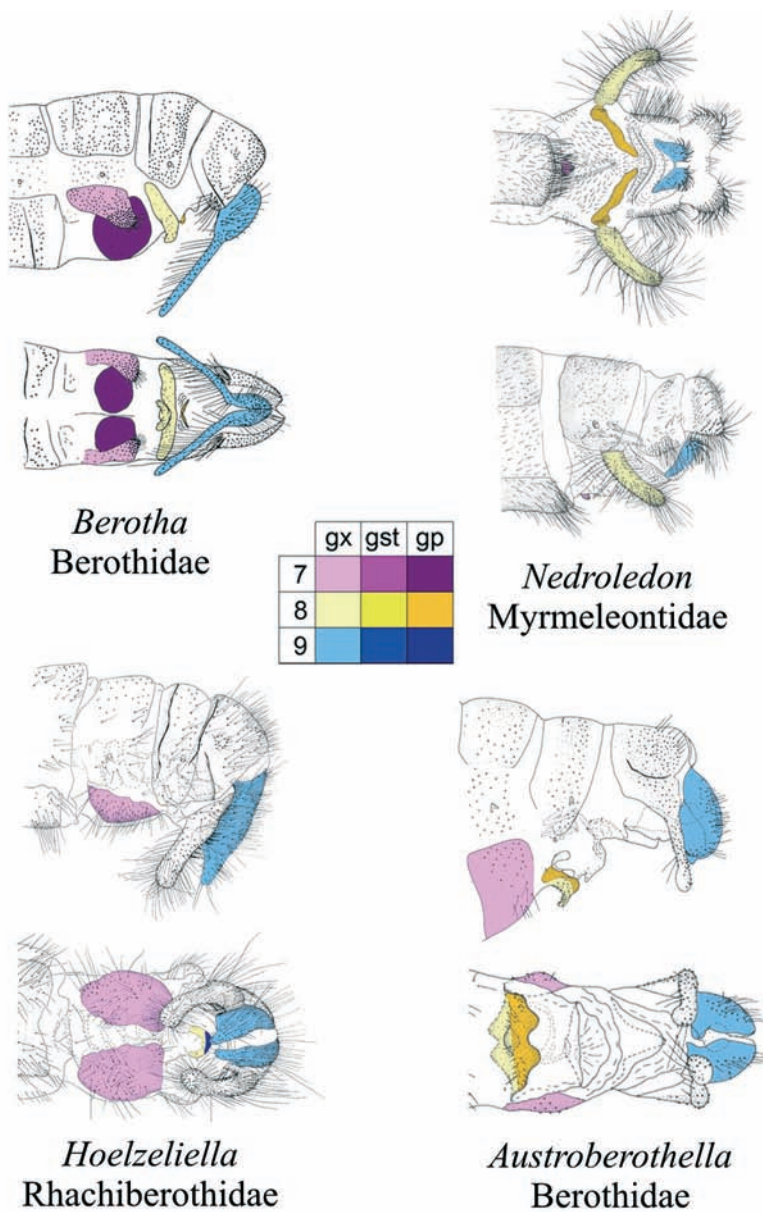 Berotha
Berothidae
gx gst gp
7
8
9
Nedroledon
Myrmeleontidae
Hoelzeliella
Rhachiberothidae
Austroberothella
Berothidae